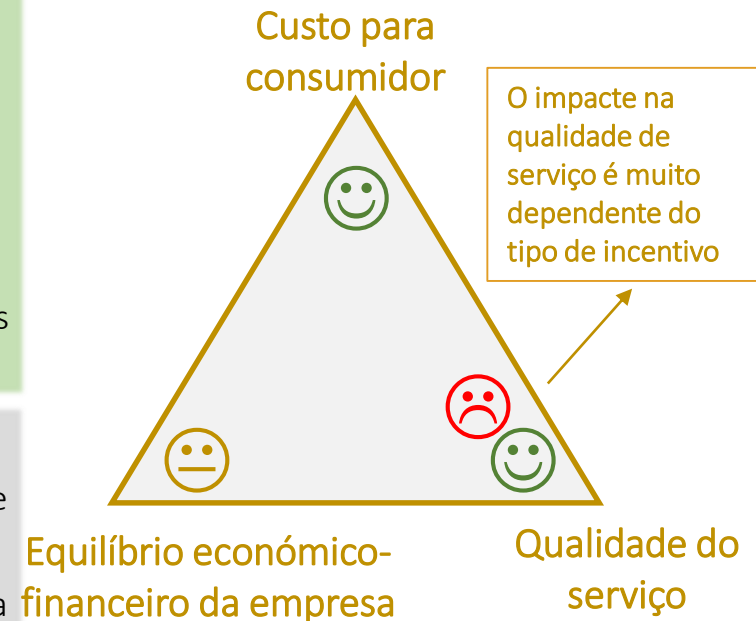 Custo para
consumidor
O impacte na
qualidade de
serviço é muito
dependente do
tipo de incentivo
s
e
a
Equilíbrio económico-
financeiro da empresa
Qualidade do
serviço